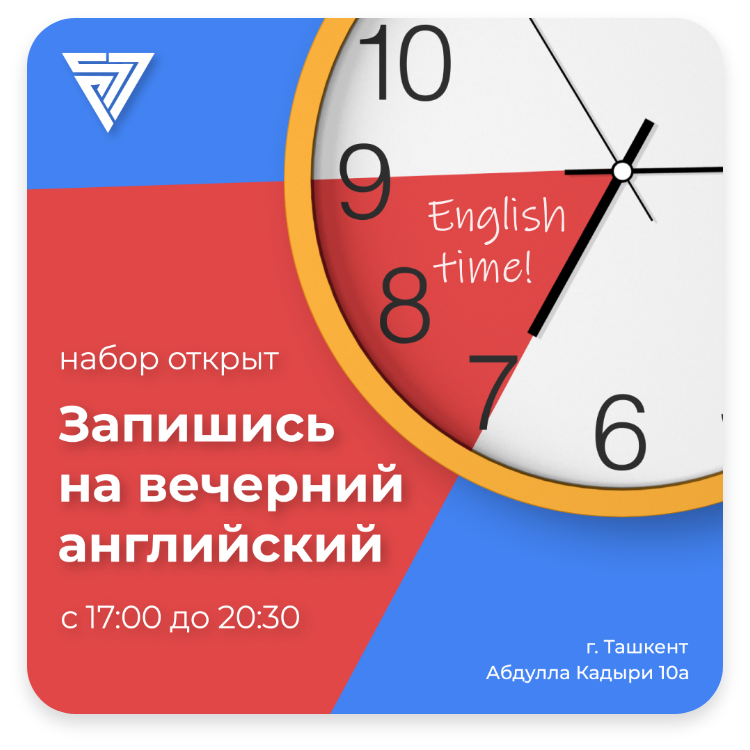 10
9
English
time!
8
набор открыт
7
Запишись
6
на вечерний
английский
с 17:00 до 20:30
г. Ташкент
Абдулла Кадыри 10а